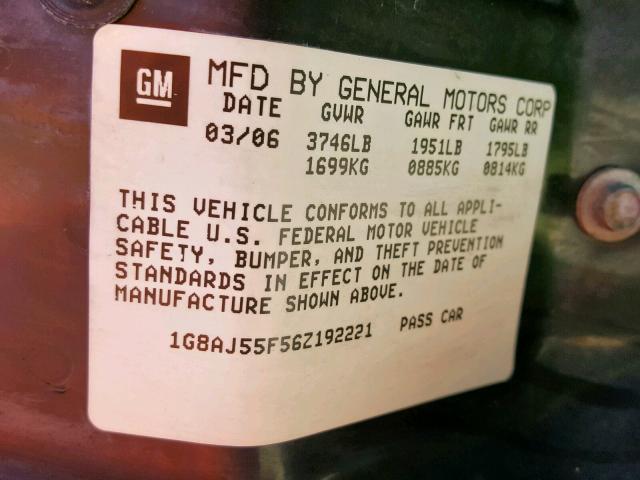 GM MFD BY GENERAL MOTORS CORP
DATE GVWR GAWR FRT GAWR RR
03/06 3746LB 1951LB 1795LB
1699KG 0885KG 0814KG
THIS VEHICLE CONFORMS TO ALL APPLI-
CABLE U.S. FEDERAL MOTOR VEHICLE
SAFETY, BUMPER, AND THEFT PREVENTION
STANDARDS IN EFFECT ON THE DATE OF
MANUFACTURE SHOWN ABOVE.
1G8AJ55F56Z192221 PASS CAR